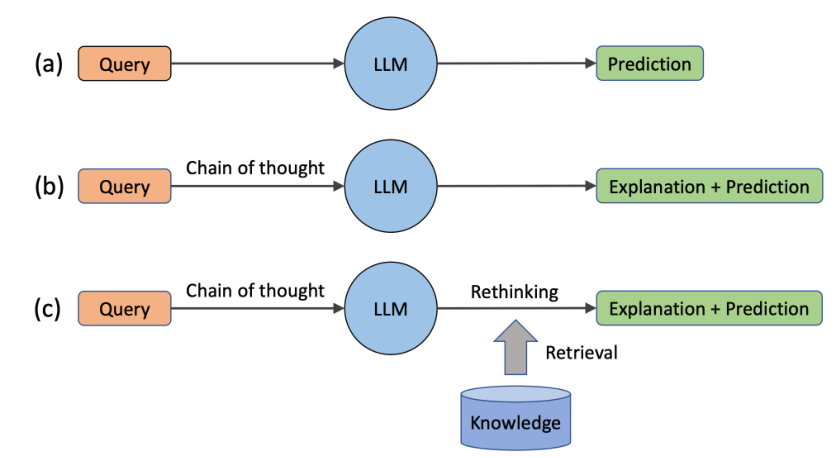 (a) Query LLM Prediction
(b) Query Chain of thought LLM Explanation + Prediction
(c) Query Chain of thought LLM Rethinking Explanation + Prediction
Retrieval
Knowledge